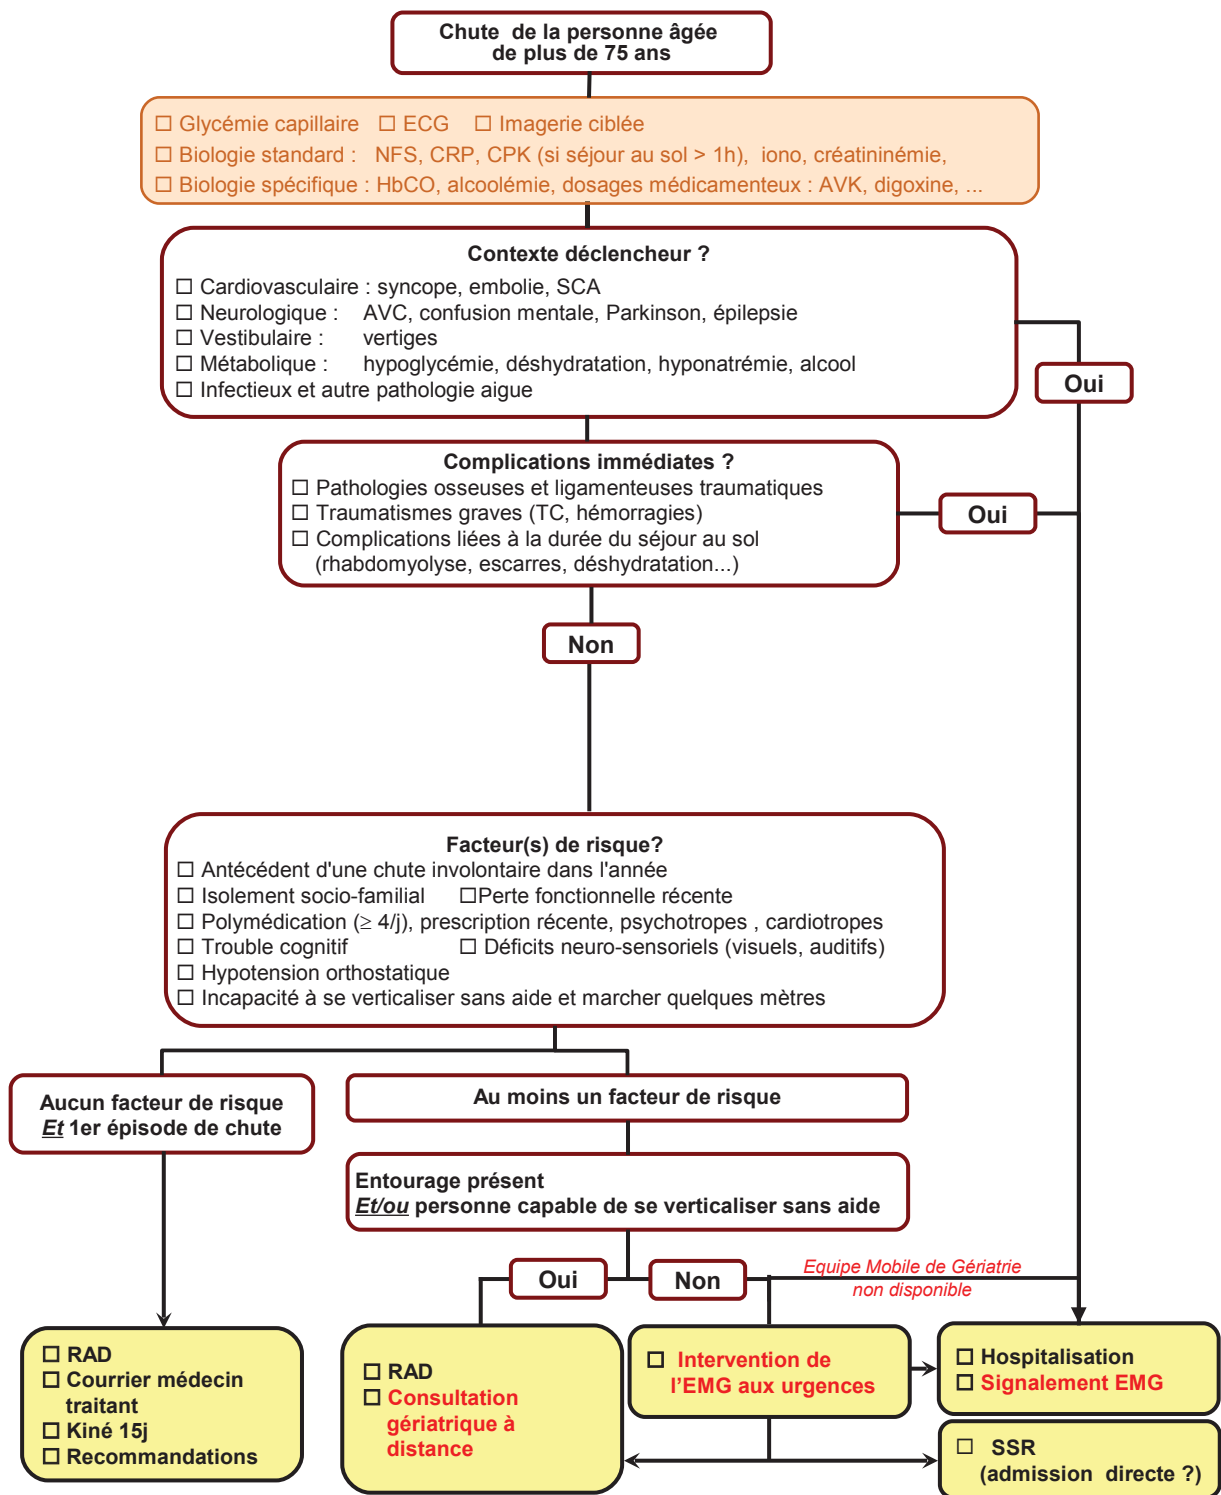 Chute de la personne âgée
de plus de 75 ans
☐ Glycémie capillaire ☐ ECG ☐ Imagerie ciblée
☐ Biologie standard : NFS, CRP, CPK (si séjour au sol > 1h), iono, créatininémie,
☐ Biologie spécifique : HbCO, alcoolémie, dosages médicamenteux : AVK, digoxine, ...
Contexte déclencheur ?
☐ Cardiovasculaire : syncope, embolie, SCA
☐ Neurologique : AVC, confusion mentale, Parkinson, épilepsie
☐ Vestibulaire : vertiges
☐ Métabolique : hypoglycémie, déshydratation, hyponatrémie, alcool
☐ Infectieux et autre pathologie aigue
Oui
Complications immédiates ?
☐ Pathologies osseuses et ligamenteuses traumatiques
☐ Traumatismes graves (TC, hémorragies)
☐ Complications liées à la durée du séjour au sol
(rhabdomyolyse, escarres, déshydratation...)
Oui
Non
Facteur(s) de risque?
☐ Antécédent d'une chute involontaire dans l'année
☐ Isolement socio-familial ☐Perte fonctionnelle récente
☐ Polymédication (≥ 4/j), prescription récente, psychotropes , cardiotropes
☐ Trouble cognitif ☐ Déficits neuro-sensoriels (visuels, auditifs)
☐ Hypotension orthostatique
☐ Incapacité à se verticaliser sans aide et marcher quelques mètres
Aucun facteur de risque
Et 1er épisode de chute
Au moins un facteur de risque
Entourage présent
Et/ou personne capable de se verticaliser sans aide
Oui
Non
Equipe Mobile de Gériatrie
non disponible
☐ RAD
☐ Courrier médecin
traitant
☐ Kiné 15j
☐ Recommandations
☐ RAD
☐ Consultation
gériatrique à
distance
☐ Intervention de
l'EMG aux urgences
☐ Hospitalisation
☐ Signalement EMG
☐ SSR
(admission directe ?)